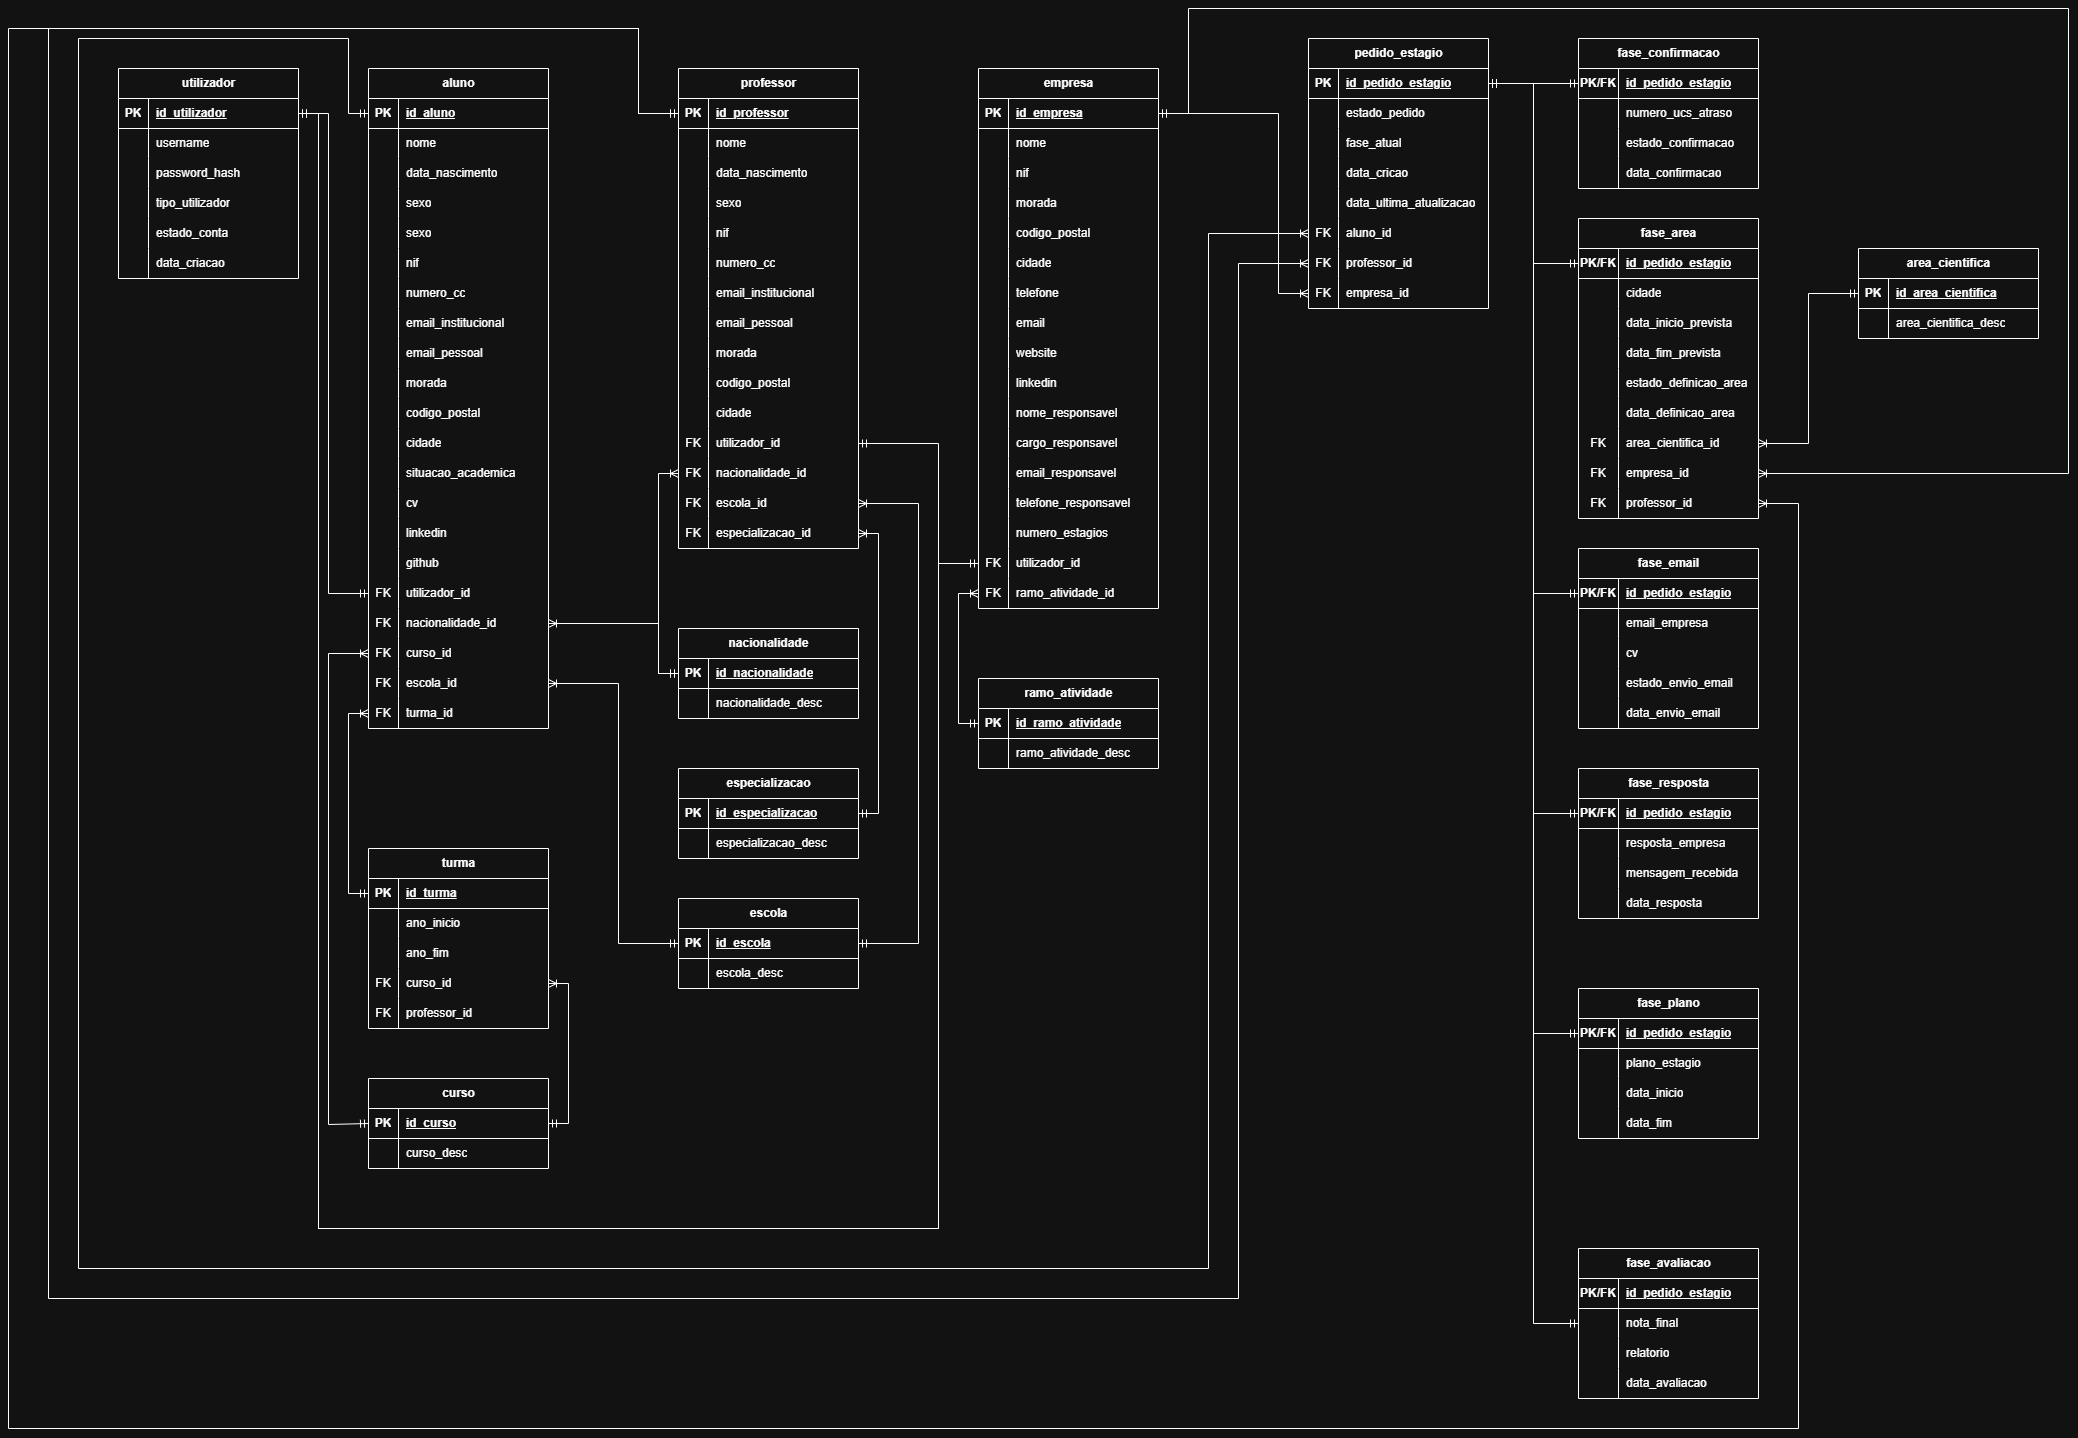 utilizador
PK id_utilizador
username
password_hash
tipo_utilizador
estado_conta
data_criacao
aluno
PK id_aluno
nome
data_nascimento
sexo
sexo
nif
numero_cc
email_institucional
email_pessoal
morada
codigo_postal
cidade
situacao_academica
cv
linkedin
github
FK utilizador_id
FK nacionalidade_id
FK curso_id
FK escola_id
FK turma_id
turma
PK id_turma
ano_inicio
ano_fim
FK curso_id
FK professor_id
curso
PK id_curso
curso_desc
professor
PK id_professor
nome
data_nascimento
sexo
nif
numero_cc
email_institucional
email_pessoal
morada
codigo_postal
cidade
FK utilizador_id
FK nacionalidade_id
FK escola_id
FK especializacao_id
nacionalidade
PK id_nacionalidade
nacionalidade_desc
especializacao
PK id_especializacao
especializacao_desc
escola
PK id_escola
escola_desc
empresa
PK id_empresa
nome
nif
morada
codigo_postal
cidade
telefone
email
website
linkedin
nome_responsavel
cargo_responsavel
email_responsavel
telefone_responsavel
numero_estagios
FK utilizador_id
FK ramo_atividade_id
ramo_atividade
PK id_ramo_atividade
ramo_atividade_desc
pedido_estagio
PK id_pedido_estagio
estado_pedido
fase_atual
data_cricao
data_ultima_atualizacao
FK aluno_id
FK professor_id
FK empresa_id
fase_confirmacao
PK/FK id_pedido_estagio
numero_ucs_atraso
estado_confirmacao
data_confirmacao
fase_area
PK/FK id_pedido_estagio
cidade
data_inicio_prevista
data_fim_prevista
estado_definicao_area
data_definicao_area
FK area_cientifica_id
FK empresa_id
FK professor_id
area_cientifica
PK id_area_cientifica
area_cientifica_desc
fase_email
PK/FK id_pedido_estagio
email_empresa
cv
estado_envio_email
data_envio_email
fase_resposta
PK/FK id_pedido_estagio
resposta_empresa
mensagem_recebida
data_resposta
fase_plano
PK/FK id_pedido_estagio
plano_estagio
data_inicio
data_fim
fase_avaliacao
PK/FK id_pedido_estagio
nota_final
relatorio
data_avaliacao